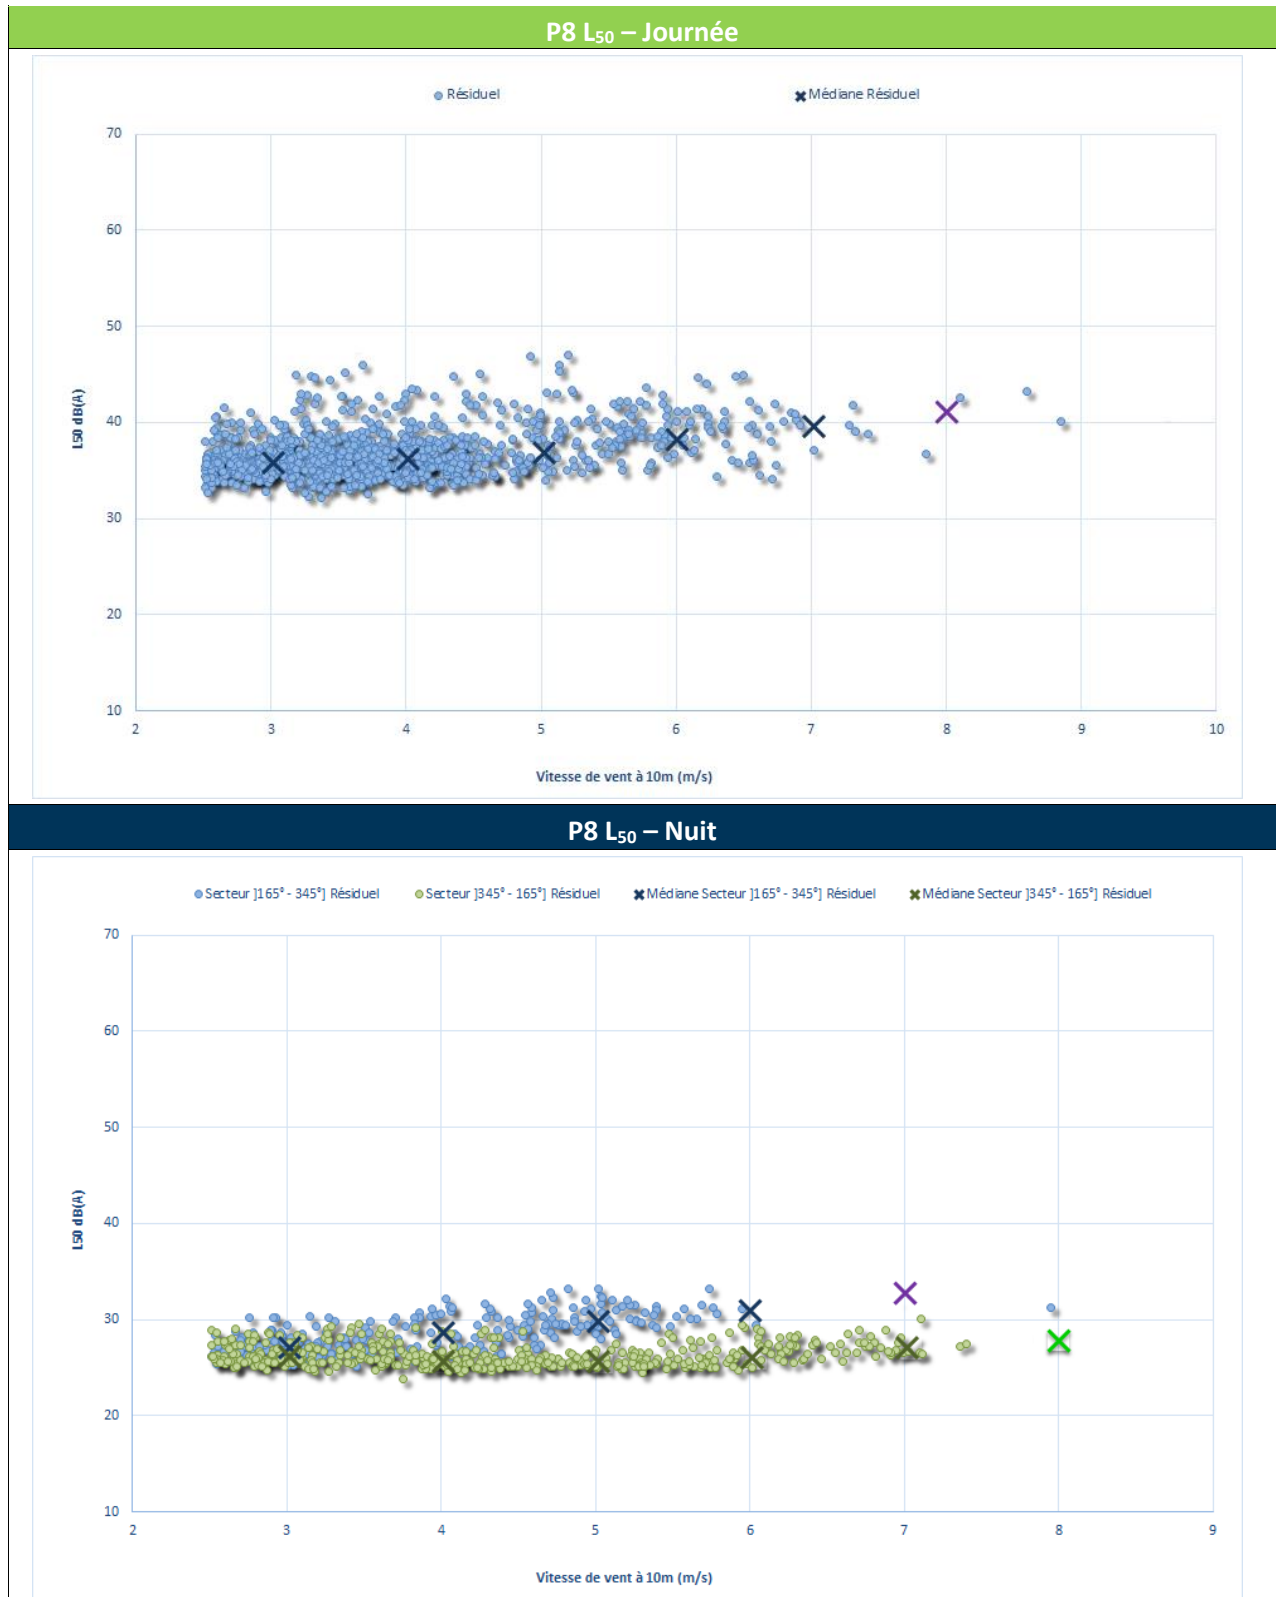 P8 L₅₀ – Journée
Résiduel
Médiane Résiduel
70
60
50
40
30
20
10
L50 dB(A)
2 3 4 5 6 7 8 9 10
Vitesse de vent à 10m (m/s)
P8 L₅₀ – Nuit
Secteur ]165° - 345°] Résiduel
Secteur ]345° - 165°] Résiduel
Médiane Secteur ]165° - 345°] Résiduel
Médiane Secteur ]345° - 165°] Résiduel
70
60
50
40
30
20
10
L50 dB(A)
2 3 4 5 6 7 8 9
Vitesse de vent à 10m (m/s)